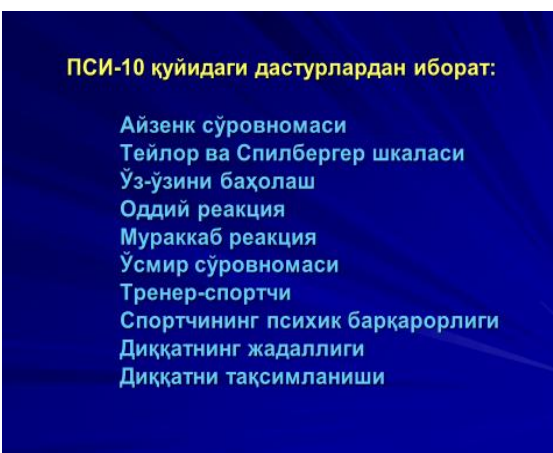 ПСИ-10 қуйидаги дастурлардан иборат:
Айзенк сўровномаси
Тейлор ва Спилбергер шкаласи
Ўз-ўзини баҳолаш
Оддий реакция
Мураккаб реакция
Ўсмир сўровномаси
Тренер-спортчи
Спортчининг психик барқарорлиги
Диққатнинг жадаллиги
Диққатни тақсимланиши